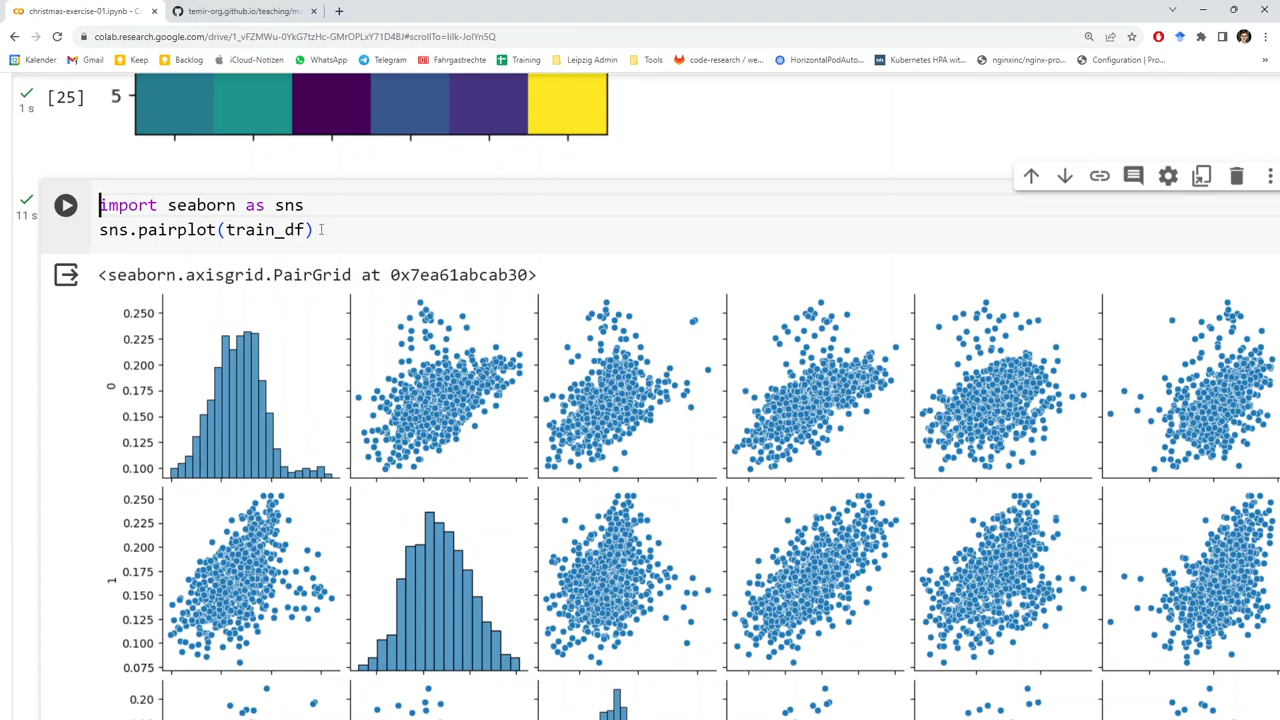 christmas-exercise-01.ipynb - Co
temir-org.github.io/teaching/ma
colab.research.google.com/drive/1_vFZMWu-0YkG7tzHc-GMrOPLxY71D4BJ#scrollTo=Iilk-JoIYn5Q
Kalender Gmail Keep Backlog iCloud-Notizen WhatsApp Telegram Fahrgastrechte Training Leipzig Admin Tools code-research / we... HorizontalPodAuto... Kubernetes HPA wit... nginxinc/nginx-pro... Configuration | Pro... »
1 s
[25]
5
11 s
import seaborn as sns
sns.pairplot(train_df)
<seaborn.axisgrid.PairGrid at 0x7ea61abcab30>
0.250
0.225
0.200
0.175
0.150
0.125
0.100
0
0.250
0.225
0.200
0.175
0.150
0.125
0.100
0.075
1
0.20